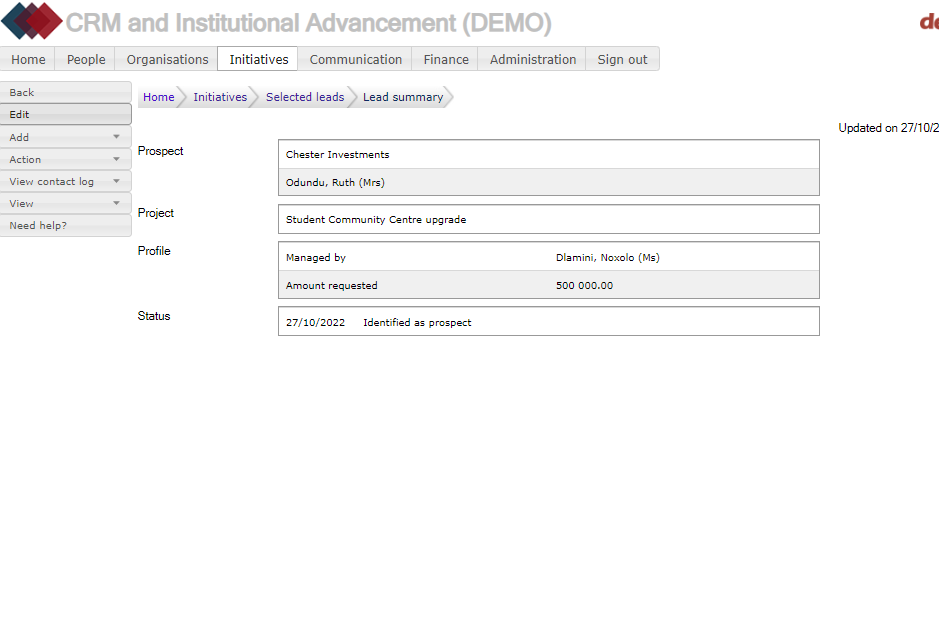 CRM and Institutional Advancement (DEMO)
Home People Organisations Initiatives Communication Finance Administration Sign out
Back
Edit
Add
Action
View contact log
View
Need help?
Home Initiatives Selected leads Lead summary
Updated on 27/10/2
Prospect
Chester Investments
Odundu, Ruth (Mrs)
Project
Student Community Centre upgrade
Profile
Managed by Dlamini, Noxolo (Ms)
Amount requested 500 000.00
Status
27/10/2022 Identified as prospect